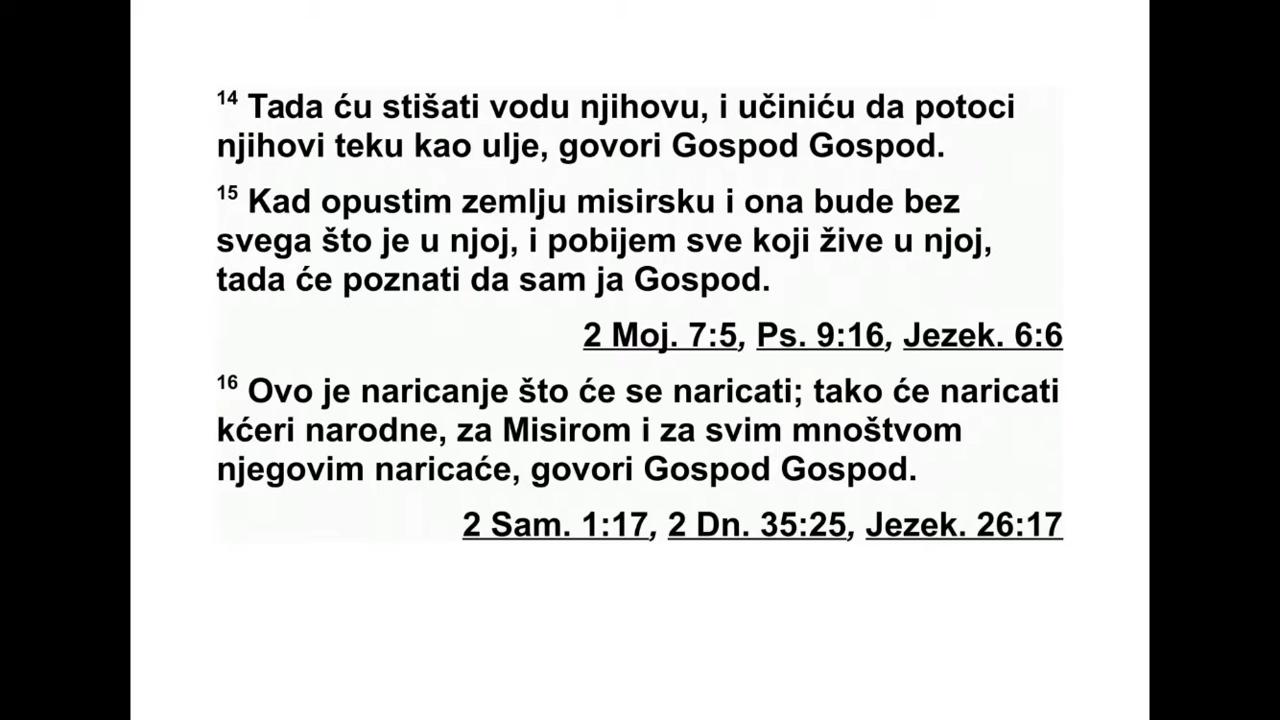 14 Tada ću stišati vodu njihovu, i učiniću da potoci
njihovi teku kao ulje, govori Gospod Gospod.
15 Kad opustim zemlju misirsku i ona bude bez
svega što je u njoj, i pobijem sve koji žive u njoj,
tada će poznati da sam ja Gospod.
2 Moj. 7:5, Ps. 9:16, Jezek. 6:6
16 Ovo je naricanje što će se naricati; tako će naricati
kćeri narodne, za Misirom i za svim mnoštvom
njegovim naricaće, govori Gospod Gospod.
2 Sam. 1:17, 2 Dn. 35:25, Jezek. 26:17